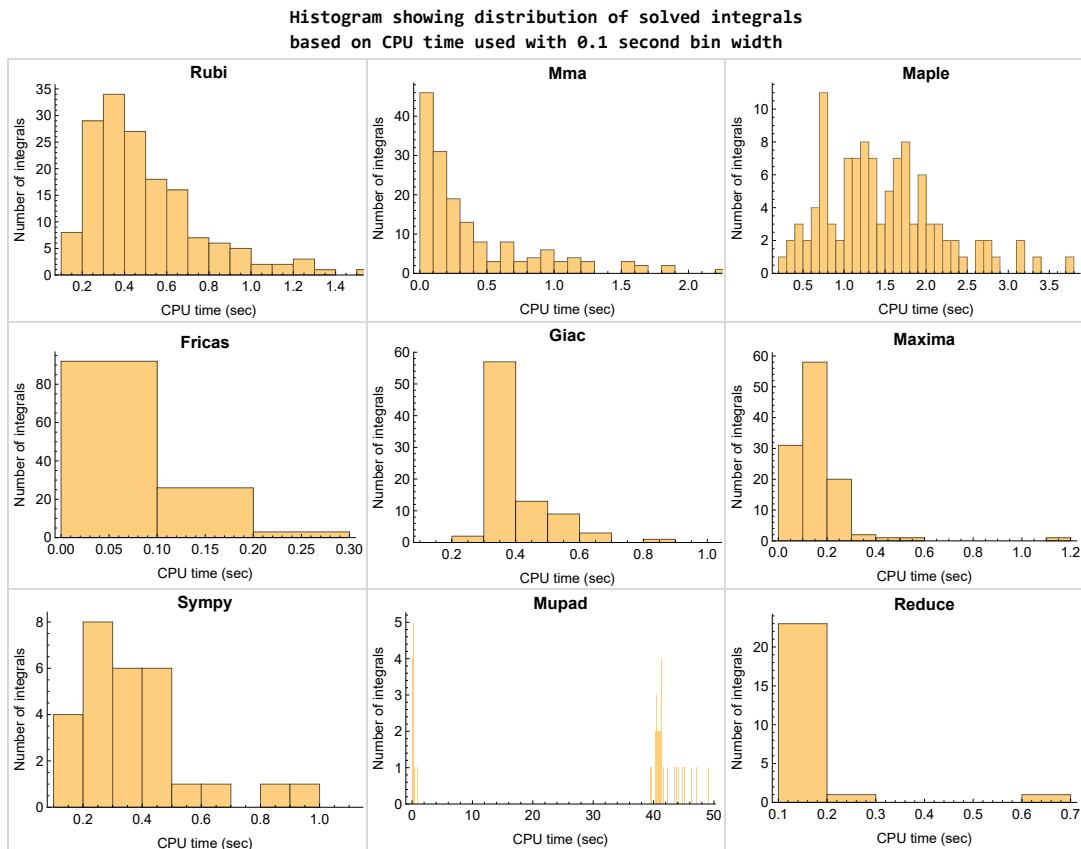 Histogram showing distribution of solved integrals
based on CPU time used with 0.1 second bin width
Rubi
Number of integrals
35
30
25
20
15
10
5
0
0.2 0.4 0.6 0.8 1.0 1.2 1.4
CPU time (sec)
Mma
Number of integrals
40
30
20
10
0
0.0 0.5 1.0 1.5 2.0
CPU time (sec)
Maple
Number of integrals
10
8
6
4
2
0
0.5 1.0 1.5 2.0 2.5 3.0 3.5
CPU time (sec)
Fricas
Number of integrals
80
60
40
20
0
0.00 0.05 0.10 0.15 0.20 0.25 0.30
CPU time (sec)
Giac
Number of integrals
60
50
40
30
20
10
0
0.2 0.4 0.6 0.8 1.0
CPU time (sec)
Maxima
Number of integrals
60
50
40
30
20
10
0
0.0 0.2 0.4 0.6 0.8 1.0 1.2
CPU time (sec)
Sympy
Number of integrals
8
6
4
2
0
0.2 0.4 0.6 0.8 1.0
CPU time (sec)
Mupad
Number of integrals
5
4
3
2
1
0
0 10 20 30 40 50
CPU time (sec)
Reduce
Number of integrals
20
15
10
5
0
0.1 0.2 0.3 0.4 0.5 0.6 0.7
CPU time (sec)